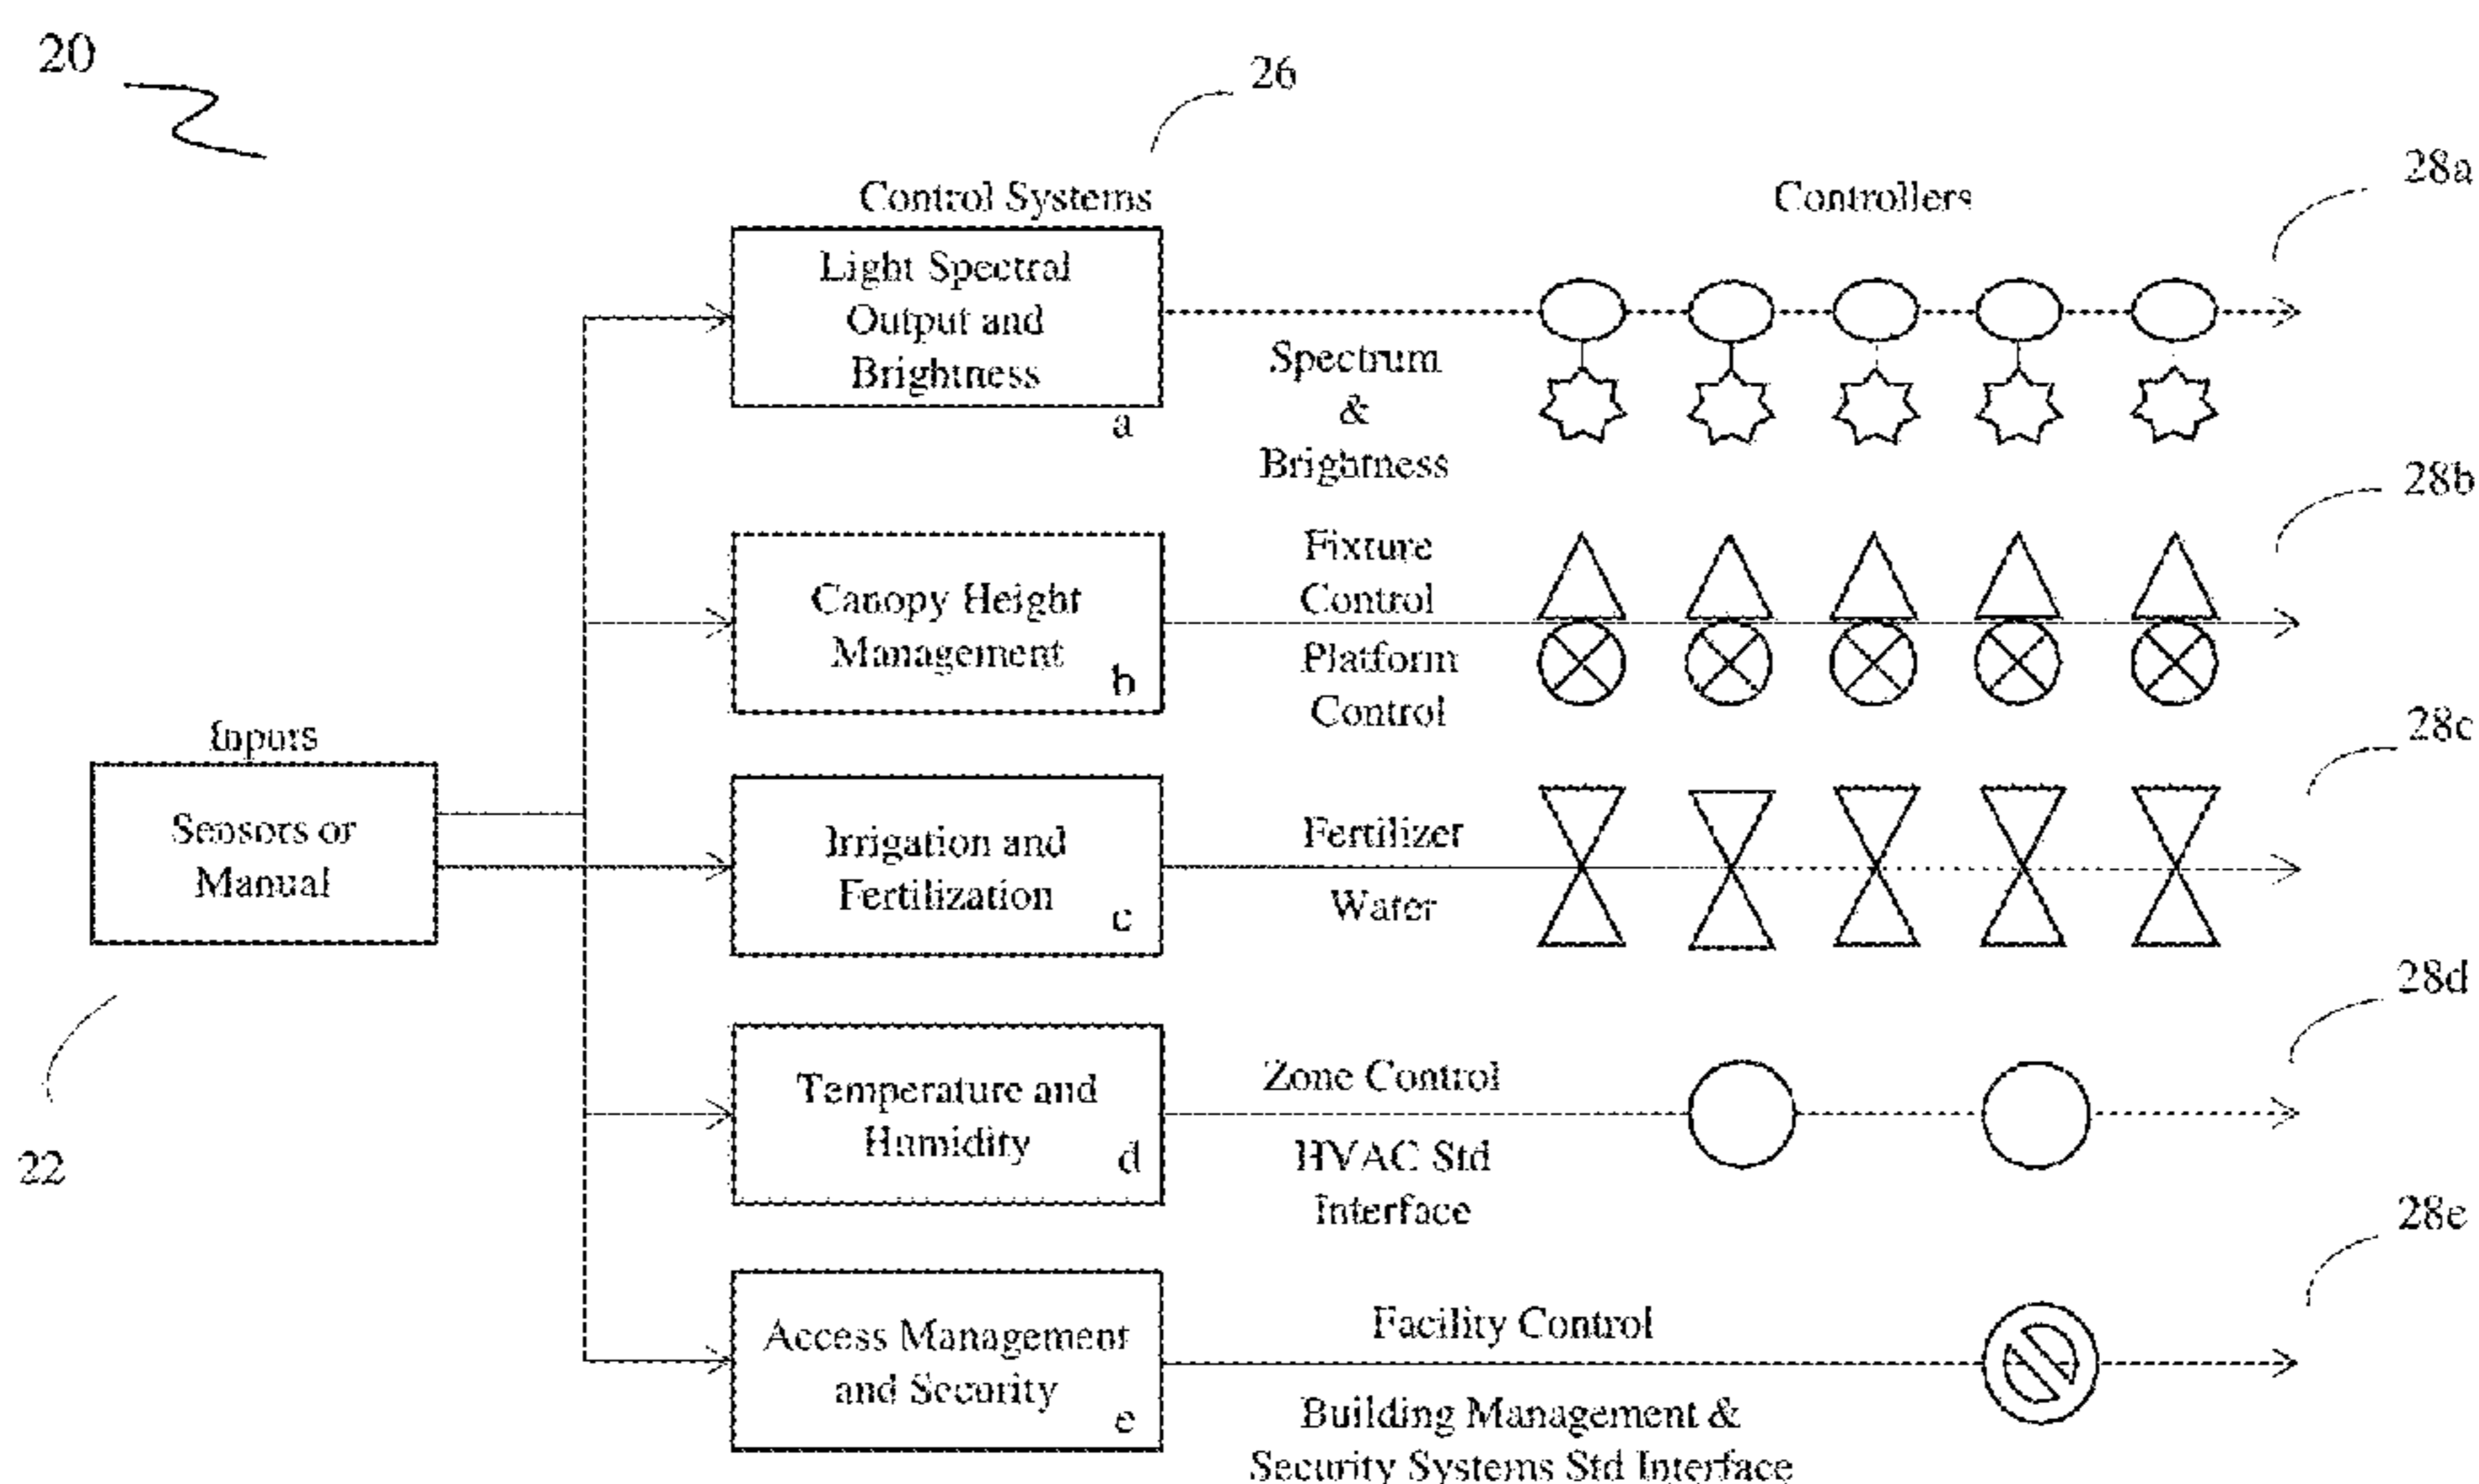 20
26
28a
Control Systems
Controllers
Light Spectral
Output and
Brightness
a
Spectrum
&
Brightness
28b
Canopy Height
Management
b
Fixture
Control
Platform
Control
28c
Inputs
Sensors or
Manual
22
Irrigation and
Fertilization
c
Fertilizer
Water
28d
Temperature and
Humidity
d
Zone Control
HVAC Std
Interface
28e
Access Management
and Security
e
Facility Control
Building Management &
Security Systems Std Interface